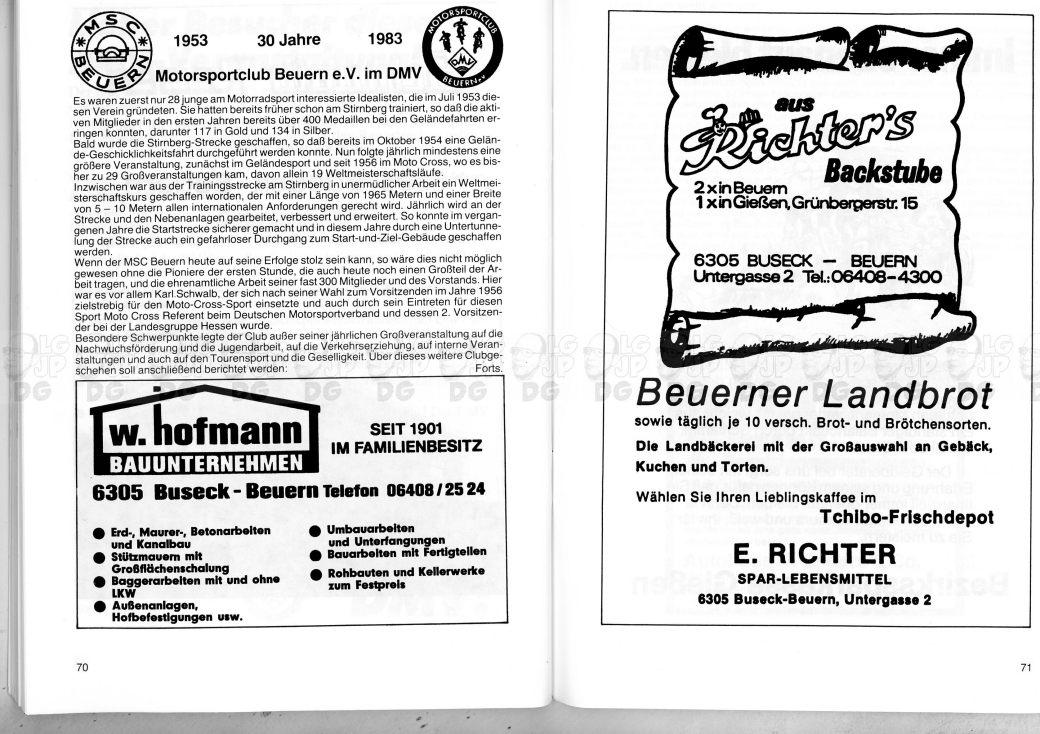 MSC
BEUERN
1953 30 Jahre 1983
MOTORSPORTCLUB
DMV
BEUERN e.V
Motorsportclub Beuern e.V. im DMV
Es waren zuerst nur 28 junge am Motorradsport interessierte Idealisten, die im Juli 1953 die-
sen Verein gründeten. Sie hatten bereits früher schon am Stirnberg trainiert, so daß die akti-
ven Mitglieder in den ersten Jahren bereits über 400 Medaillen bei den Geländefahrten er-
ringen konnten, darunter 117 in Gold und 134 in Silber.
Bald wurde die Stirnberg-Strecke geschaffen, so daß bereits im Oktober 1954 eine Gelän-
de-Geschicklichkeitsfahrt durchgeführt werden konnte. Nun folgte jährlich mindestens eine
größere Veranstaltung, zunächst im Geländesport und seit 1956 im Moto Cross, wo es bis-
her zu 29 Großveranstaltungen kam, davon allein 19 Weltmeisterschaftsläufe.
Inzwischen war aus der Trainingsstrecke am Stirnberg in unermüdlicher Arbeit ein Weltmei-
sterschaftskurs geschaffen worden, der mit einer Länge von 1965 Metern und einer Breite
von 5 – 10 Metern allen internationalen Anforderungen gerecht wird. Jährlich wird an der
Strecke und den Nebenanlagen gearbeitet, verbessert und erweitert. So konnte im vergan-
genen Jahre die Startstrecke sicherer gemacht und in diesem Jahre durch eine Untertunne-
lung der Strecke auch ein gefahrloser Durchgang zum Start-und-Ziel-Gebäude geschaffen
werden.
Wenn der MSC Beuern heute auf seine Erfolge stolz sein kann, so wäre dies nicht möglich
gewesen ohne die Pioniere der ersten Stunde, die auch heute noch einen Großteil der Ar-
beit tragen, und die ehrenamtliche Arbeit seiner fast 300 Mitglieder und des Vorstands. Hier
war es vor allem Karl Schwalb, der sich nach seiner Wahl zum Vorsitzenden im Jahre 1956
zielstrebig für den Moto-Cross-Sport einsetzte und auch durch sein Eintreten für diesen
Sport Moto Cross Referent beim Deutschen Motorsportverband und dessen 2. Vorsitzen-
der bei der Landesgruppe Hessen wurde.
Besondere Schwerpunkte legte der Club außer seiner jährlichen Großveranstaltung auf die
Nachwuchsförderung und die Jugendarbeit, auf die Verkehrserziehung, auf interne Veran-
staltungen und auch auf den Tourensport und die Geselligkeit. Über dieses weitere Clubge-
schehen soll anschließend berichtet werden: Forts.
w. hofmann
BAUUNTERNEHMEN
SEIT 1901
IM FAMILIENBESITZ
6305 Buseck - Beuern Telefon 06408 / 25 24
● Erd-, Maurer-, Betonarbeiten
und Kanalbau
● Stützmauern mit
Großflächenschalung
● Baggerarbeiten mit und ohne
LKW
● Außenanlagen,
Hofbefestigungen usw.
● Umbauarbeiten
und Unterfangungen
● Bauarbeiten mit Fertigteilen
● Rohbauten und Kellerwerke
zum Festpreis
70
aus
Richter's
Backstube
2 x in Beuern
1 x in Gießen, Grünbergerstr. 15
6305 BUSECK – BEUERN
Untergasse 2 Tel.: 06408-4300
Beuerner Landbrot
sowie täglich je 10 versch. Brot- und Brötchensorten.
Die Landbäckerei mit der Großauswahl an Gebäck,
Kuchen und Torten.
Wählen Sie Ihren Lieblingskaffee im
Tchibo-Frischdepot
E. RICHTER
SPAR-LEBENSMITTEL
6305 Buseck-Beuern, Untergasse 2
71
LG
JP
DG